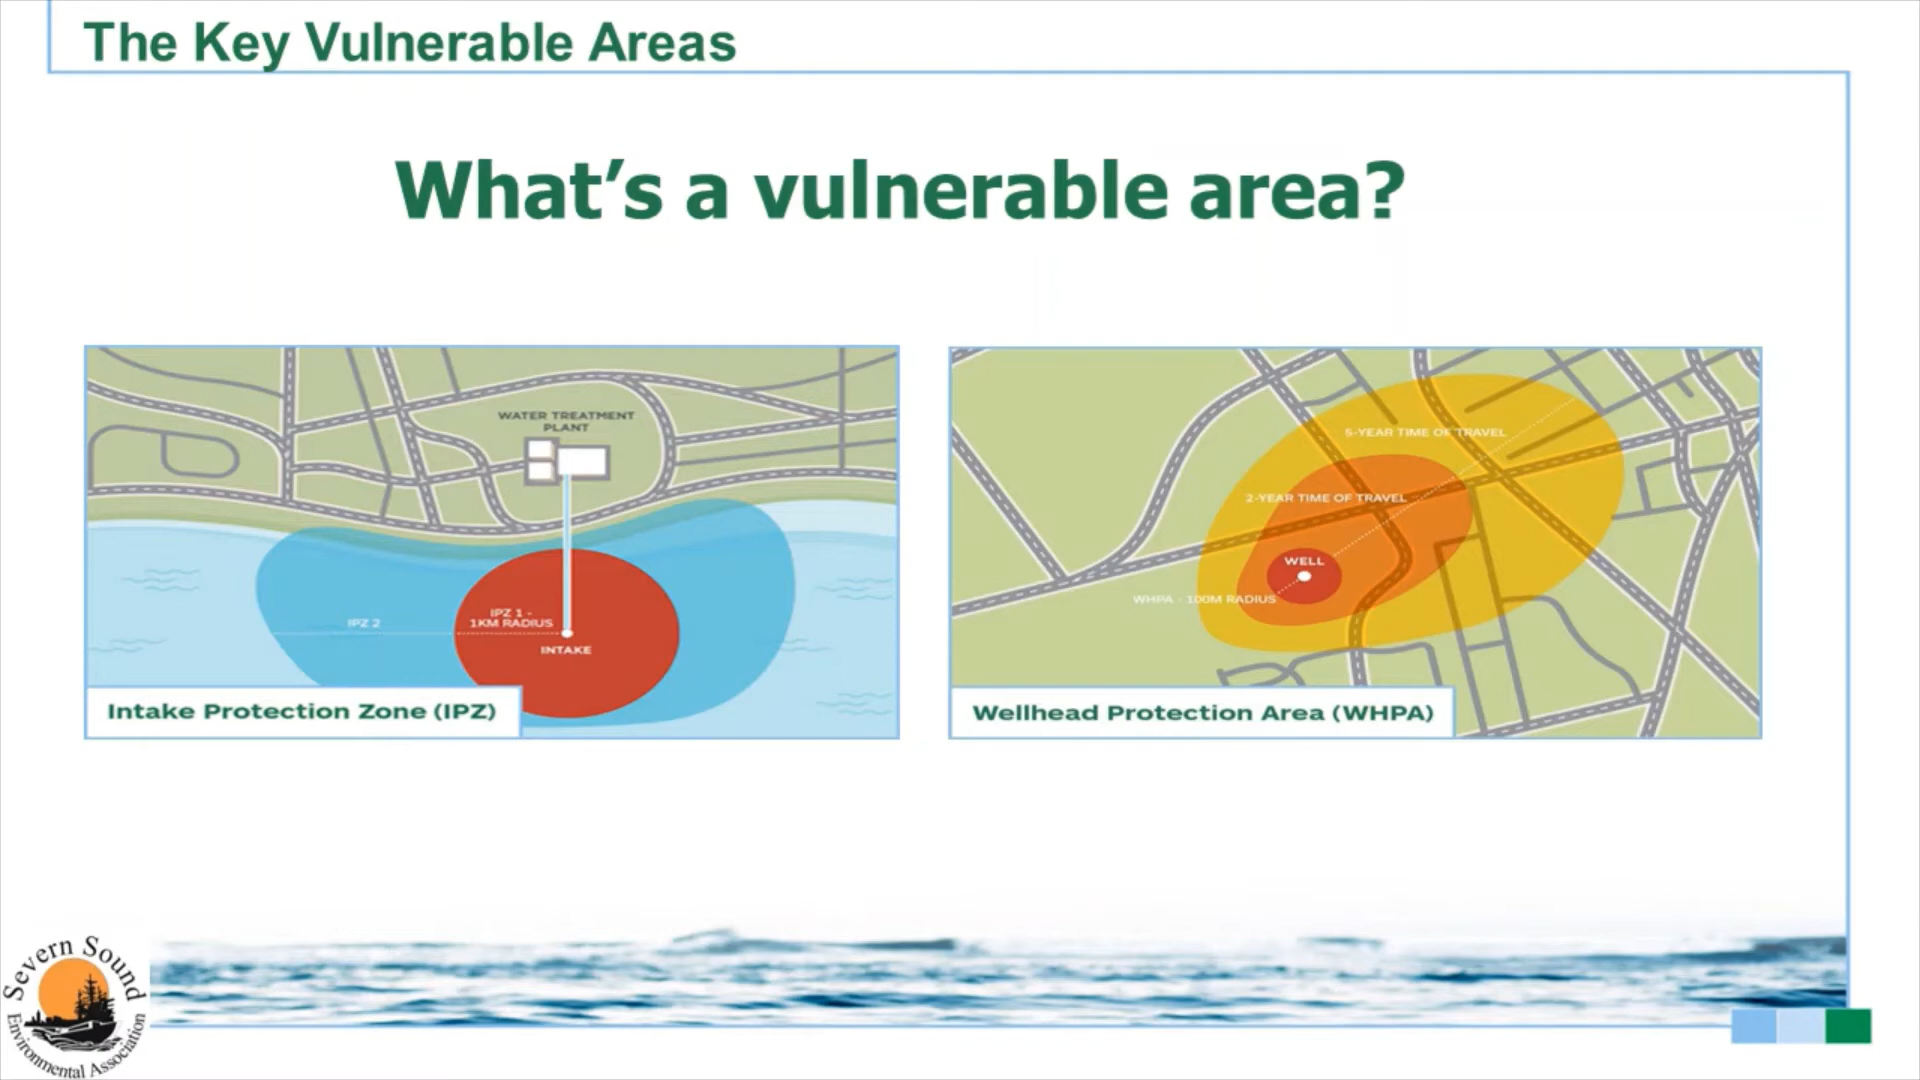 The Key Vulnerable Areas
What's a vulnerable area?
WATER TREATMENT
PLANT
IPZ 2
IPZ 1 -
1KM RADIUS
INTAKE
Intake Protection Zone (IPZ)
5-YEAR TIME OF TRAVEL
2-YEAR TIME OF TRAVEL
WELL
WHPA - 100M RADIUS
Wellhead Protection Area (WHPA)
Severn Sound
Environmental Association